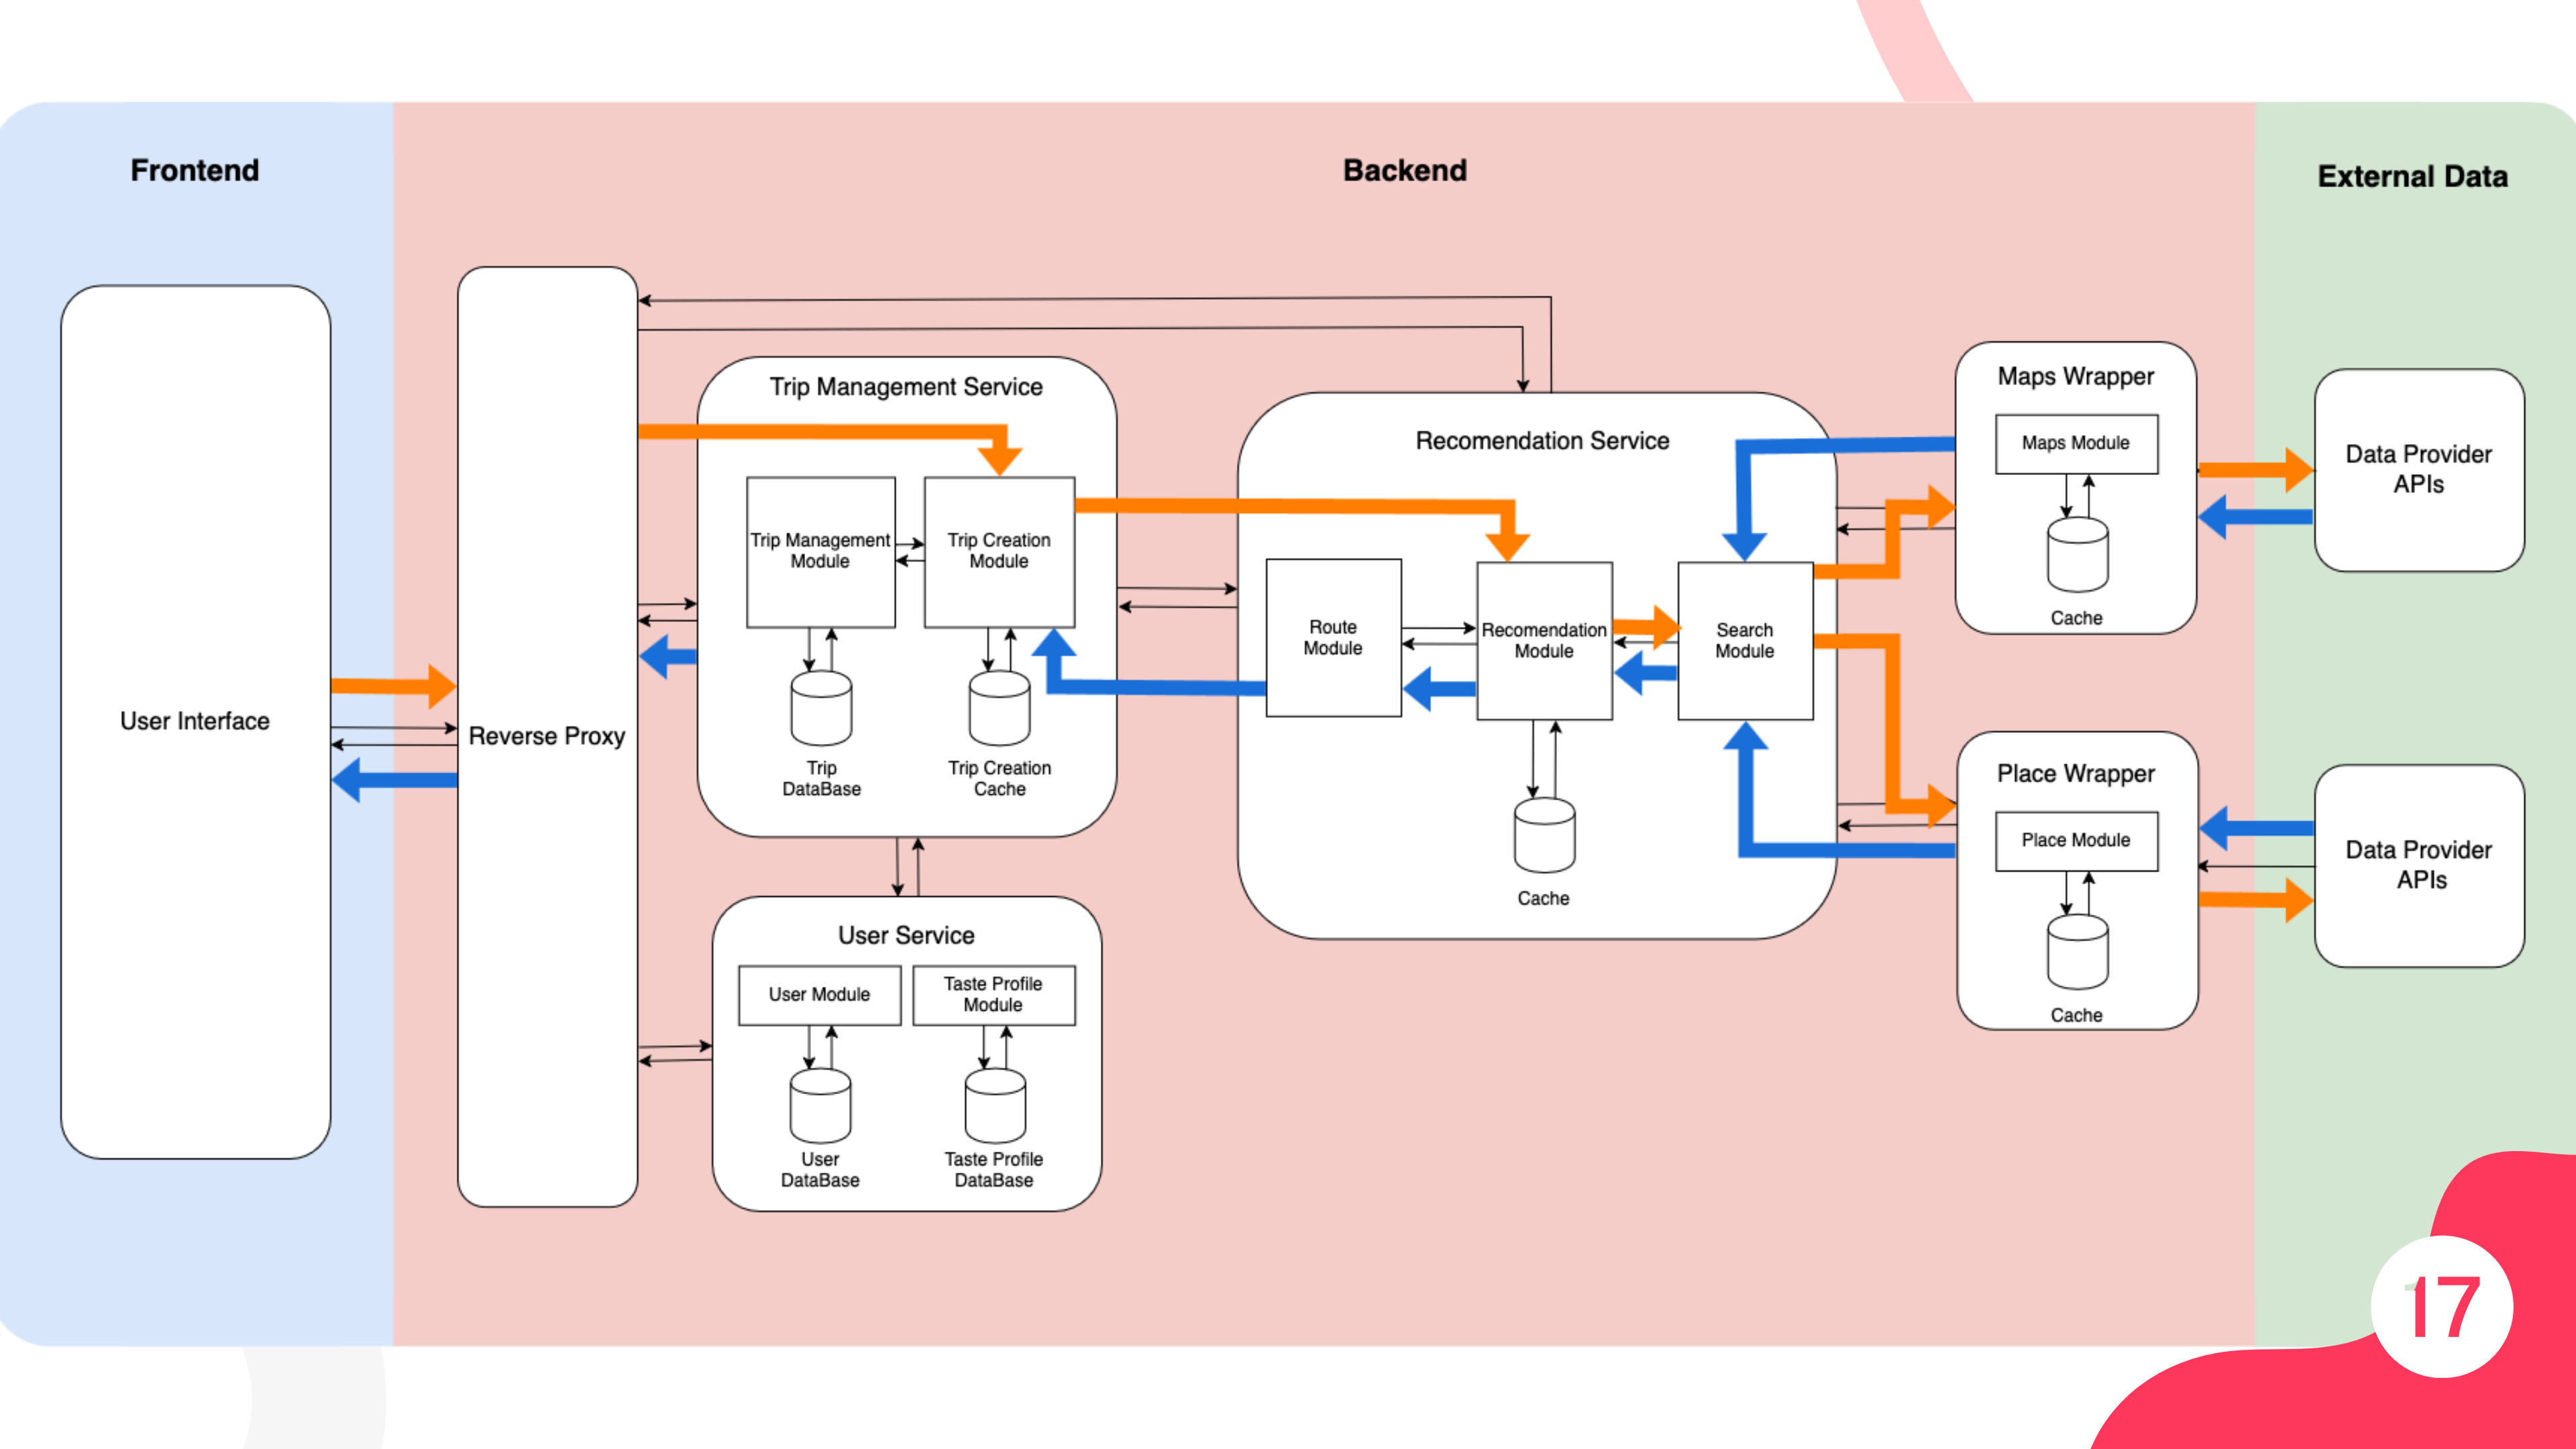 Frontend
Backend
External Data
User Interface
Reverse Proxy
Trip Management Service
Trip Management
Module
Trip Creation
Module
Trip
DataBase
Trip Creation
Cache
User Service
User Module
Taste Profile
Module
User
DataBase
Taste Profile
DataBase
Recomendation Service
Route
Module
Recomendation
Module
Search
Module
Cache
Maps Wrapper
Maps Module
Cache
Place Wrapper
Place Module
Cache
Data Provider
APIs
Data Provider
APIs
17